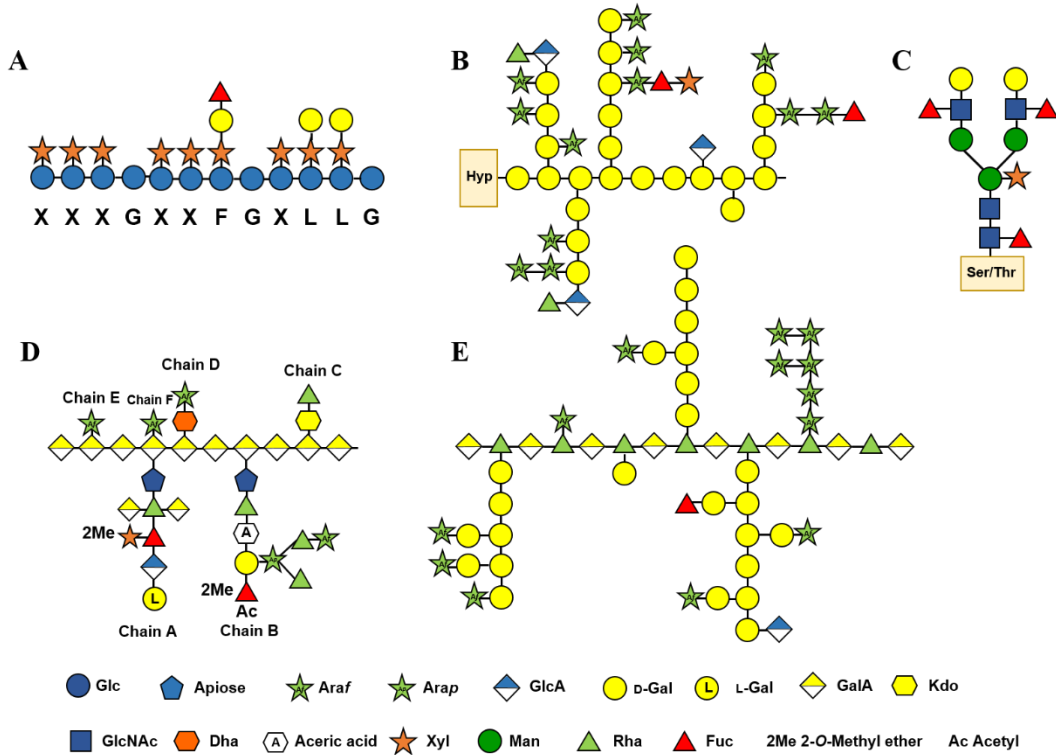 A
X X X G X X F G X L L G
B
Hyp
C
Ser/Thr
D
Chain E
Chain F
Chain D
Chain C
2Me
L
Chain A
A
2Me
Ac
Chain B
E
Glc
Apiose
Araf
Arap
GlcA
D-Gal
L
L-Gal
GalA
Kdo
GlcNAc
Dha
A
Aceric acid
Xyl
Man
Rha
Fuc
2Me 2-O-Methyl ether
Ac Acetyl